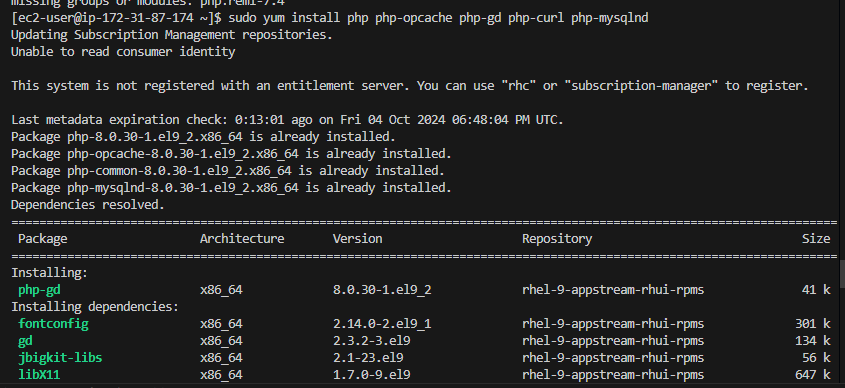 missing groups or modules: php:remi-7.4
[ec2-user@ip-172-31-87-174 ~]$ sudo yum install php php-opcache php-gd php-curl php-mysqlnd
Updating Subscription Management repositories.
Unable to read consumer identity
This system is not registered with an entitlement server. You can use "rhc" or "subscription-manager" to register.
Last metadata expiration check: 0:13:01 ago on Fri 04 Oct 2024 06:48:04 PM UTC.
Package php-8.0.30-1.el9_2.x86_64 is already installed.
Package php-opcache-8.0.30-1.el9_2.x86_64 is already installed.
Package php-common-8.0.30-1.el9_2.x86_64 is already installed.
Package php-mysqlnd-8.0.30-1.el9_2.x86_64 is already installed.
Dependencies resolved.
Package Architecture Version Repository Size
Installing:
php-gd x86_64 8.0.30-1.el9_2 rhel-9-appstream-rhui-rpms 41 k
Installing dependencies:
fontconfig x86_64 2.14.0-2.el9_1 rhel-9-appstream-rhui-rpms 301 k
gd x86_64 2.3.2-3.el9 rhel-9-appstream-rhui-rpms 134 k
jbigkit-libs x86_64 2.1-23.el9 rhel-9-appstream-rhui-rpms 56 k
libX11 x86_64 1.7.0-9.el9 rhel-9-appstream-rhui-rpms 647 k